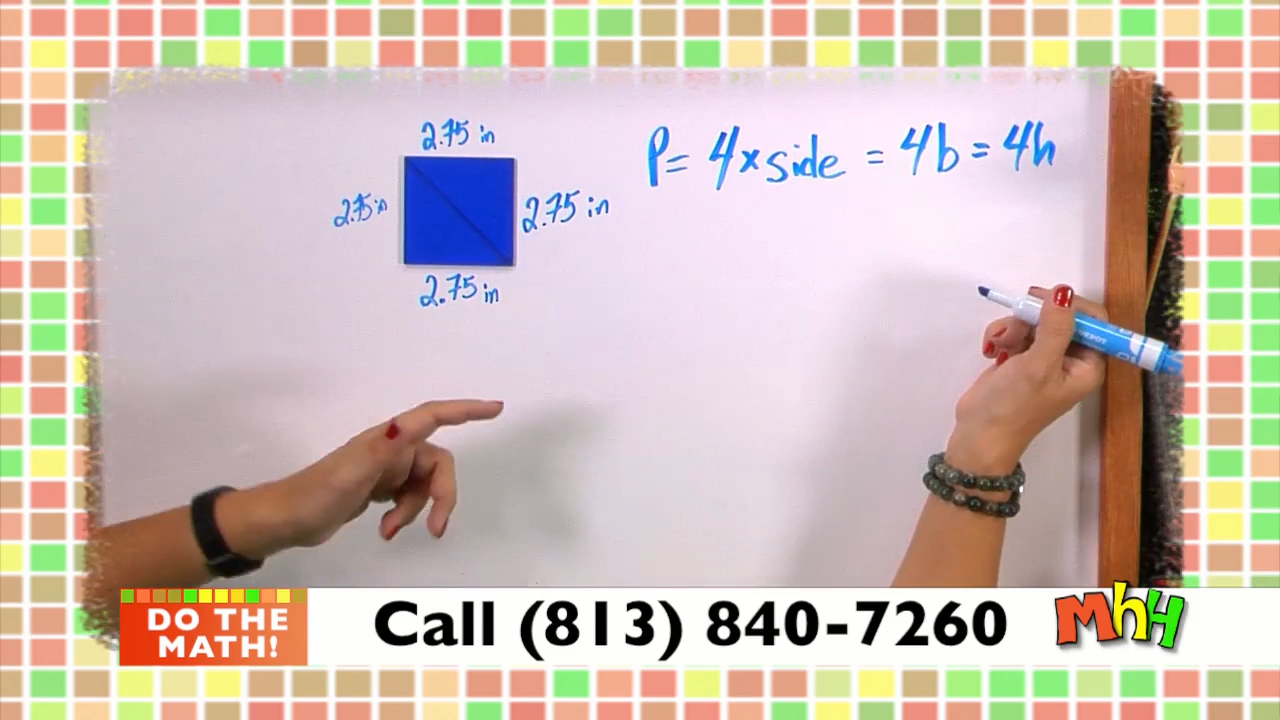 2.75 in
P = 4 x side = 4b = 4h
2.75 in
2.75 in
2.75 in
DO THE
MATH!
Call (813) 840-7260
Mh4